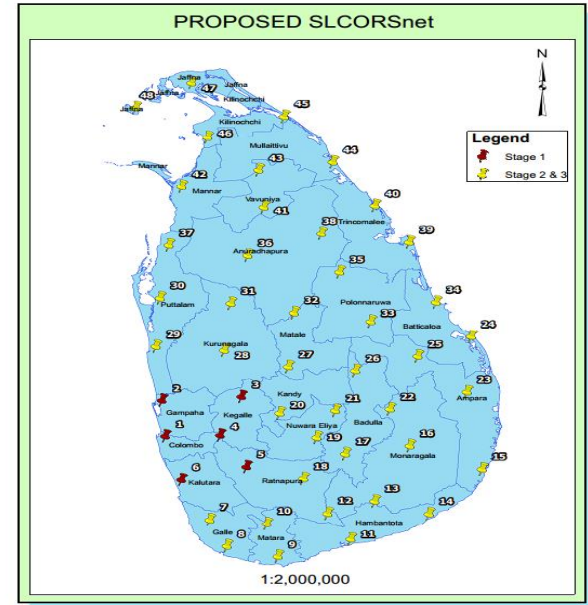 PROPOSED SLCORSnet
N
Jaffna
47
Jaffna
48
Jaffna
Kilinochchi
Jaffna
45
Kilinochchi
46
Legend
Stage 1
Stage 2 & 3
Mullaittivu
44
43
Mannar
42
Mannar
Vavuniya
40
41
Trincomalee
38
37
39
36
Anuradhapura
35
30
31
34
Puttalam
32
Polonnaruwa
33
Batticaloa
29
Matale
24
Kurunagala
28
25
27
26
2
3
Kandy
23
Gampaha
Kegalle
20
21
22
Ampara
1
4
Nuwara Eliya
Badulla
Colombo
19
16
17
Monaragala
5
15
6
18
Kalutara
Ratnapura
13
12
14
7
10
Hambantota
Galle
8
Matara
11
9
1:2,000,000